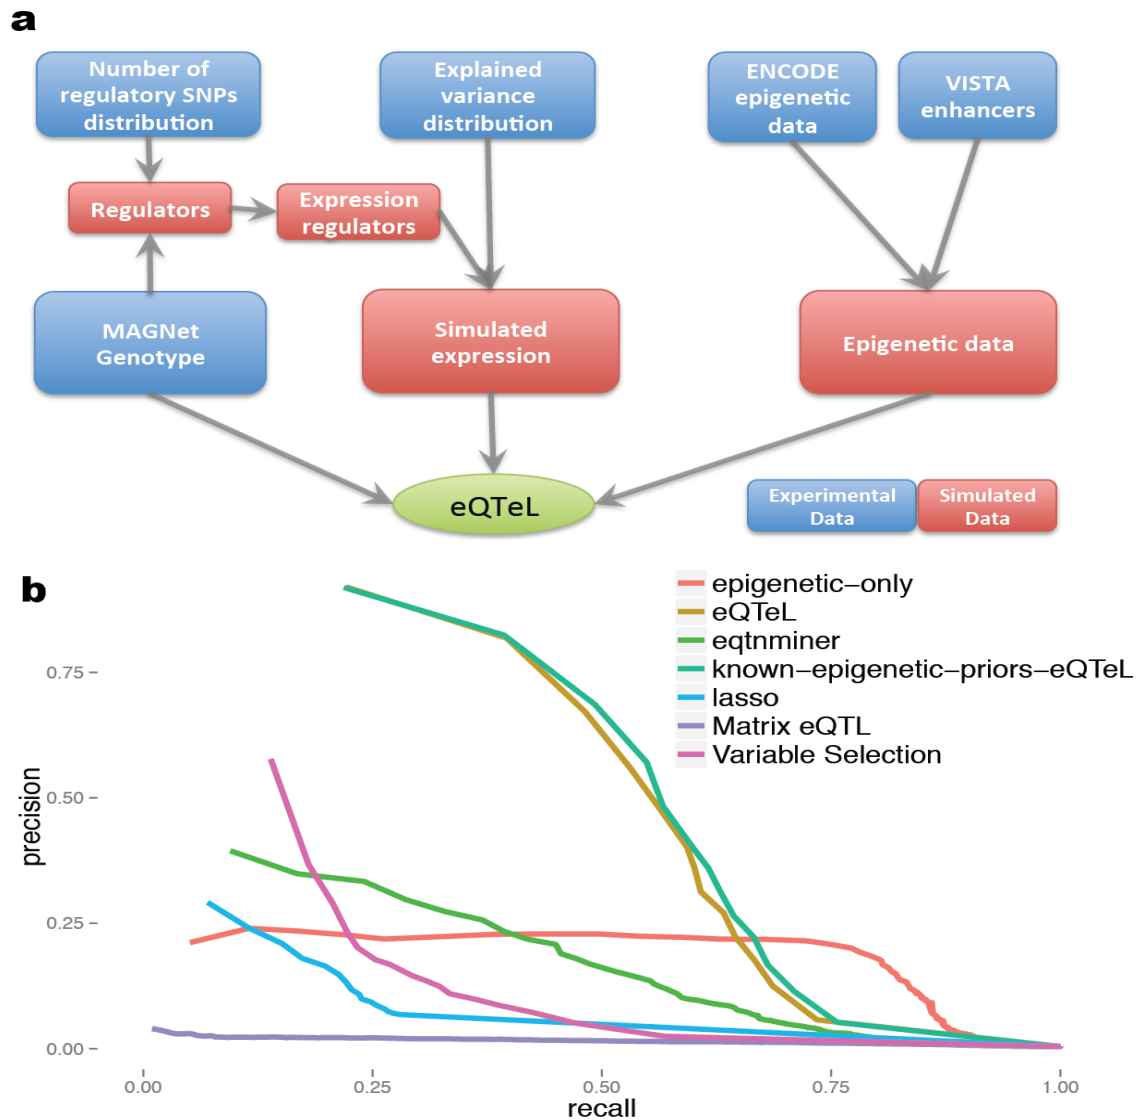 a
Number of
regulatory SNPs
distribution
Explained
variance
distribution
ENCODE
epigenetic
data
VISTA
enhancers
Regulators
Expression
regulators
MAGNet
Genotype
Simulated
expression
Epigenetic data
eQTeL
Experimental
Data
Simulated
Data
b
epigenetic−only
eQTeL
eqtnminer
known−epigenetic−priors−eQTeL
lasso
Matrix eQTL
Variable Selection
precision
0.75
0.50
0.25
0.00
0.00
0.25
0.50
0.75
1.00
recall